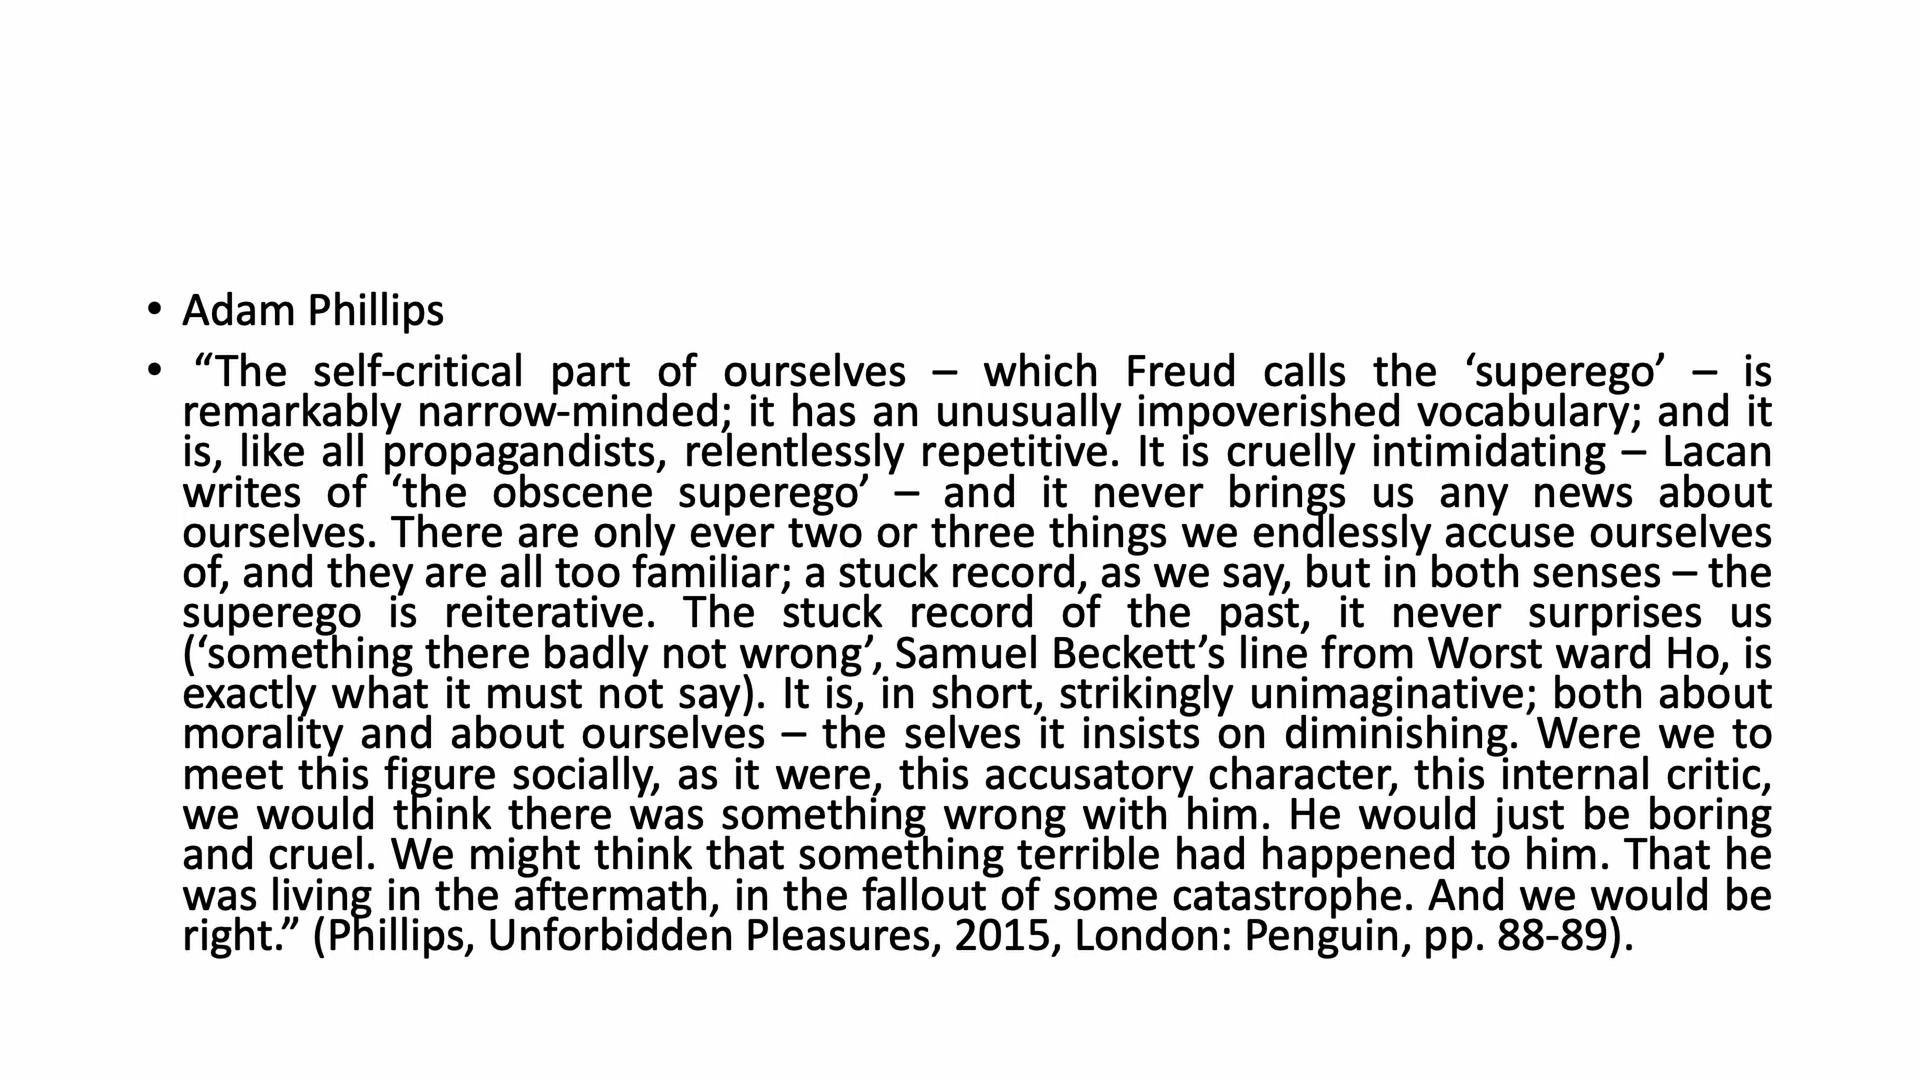 • Adam Phillips
• “The self-critical part of ourselves – which Freud calls the ‘superego’ – is
remarkably narrow-minded; it has an unusually impoverished vocabulary; and it
is, like all propagandists, relentlessly repetitive. It is cruelly intimidating – Lacan
writes of ‘the obscene superego’ – and it never brings us any news about
ourselves. There are only ever two or three things we endlessly accuse ourselves
of, and they are all too familiar; a stuck record, as we say, but in both senses – the
superego is reiterative. The stuck record of the past, it never surprises us
(‘something there badly not wrong’, Samuel Beckett’s line from Worst ward Ho, is
exactly what it must not say). It is, in short, strikingly unimaginative; both about
morality and about ourselves – the selves it insists on diminishing. Were we to
meet this figure socially, as it were, this accusatory character, this internal critic,
we would think there was something wrong with him. He would just be boring
and cruel. We might think that something terrible had happened to him. That he
was living in the aftermath, in the fallout of some catastrophe. And we would be
right.” (Phillips, Unforbidden Pleasures, 2015, London: Penguin, pp. 88-89).